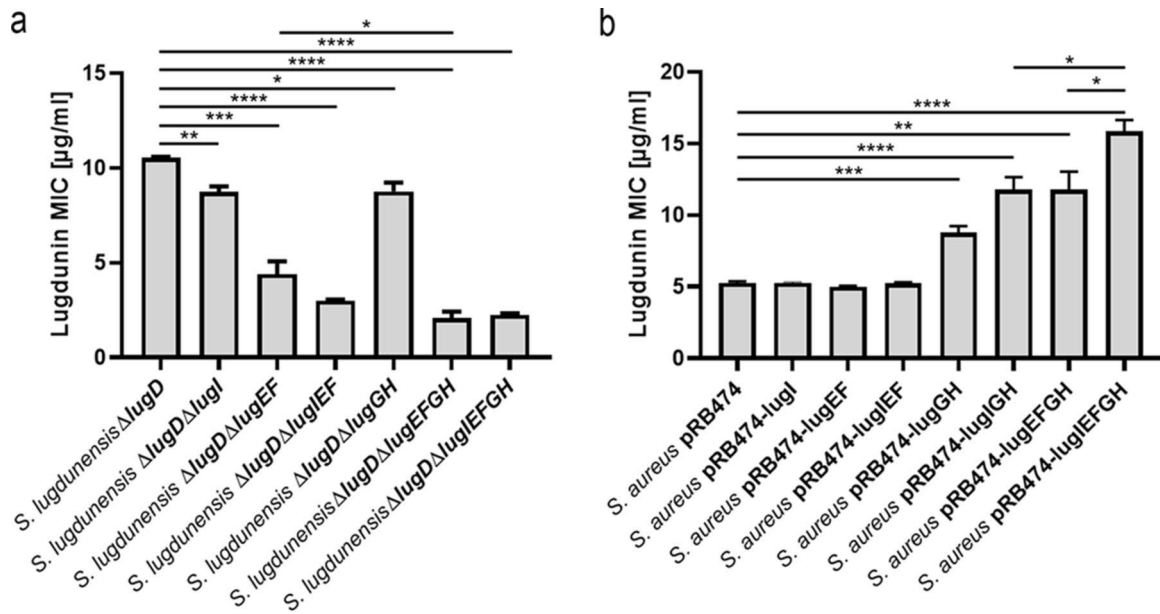 a
*
****
****
*
****
***
**
Lugdunin MIC [µg/ml]
15
10
5
0
S. lugdunensisΔlugD
S. lugdunensis ΔlugDΔlugI
S. lugdunensis ΔlugDΔlugEF
S. lugdunensis ΔlugDΔlugIEF
S. lugdunensis ΔlugDΔlugGH
S. lugdunensisΔlugDΔlugEFGH
S. lugdunensisΔlugDΔlugIEFGH
b
*
*
****
**
****
***
Lugdunin MIC [µg/ml]
20
15
10
5
0
S. aureus pRB474
S. aureus pRB474-lugI
S. aureus pRB474-lugEF
S. aureus pRB474-lugIEF
S. aureus pRB474-lugGH
S. aureus pRB474-lugIGH
S. aureus pRB474-lugEFGH
S. aureus pRB474-lugIEFGH